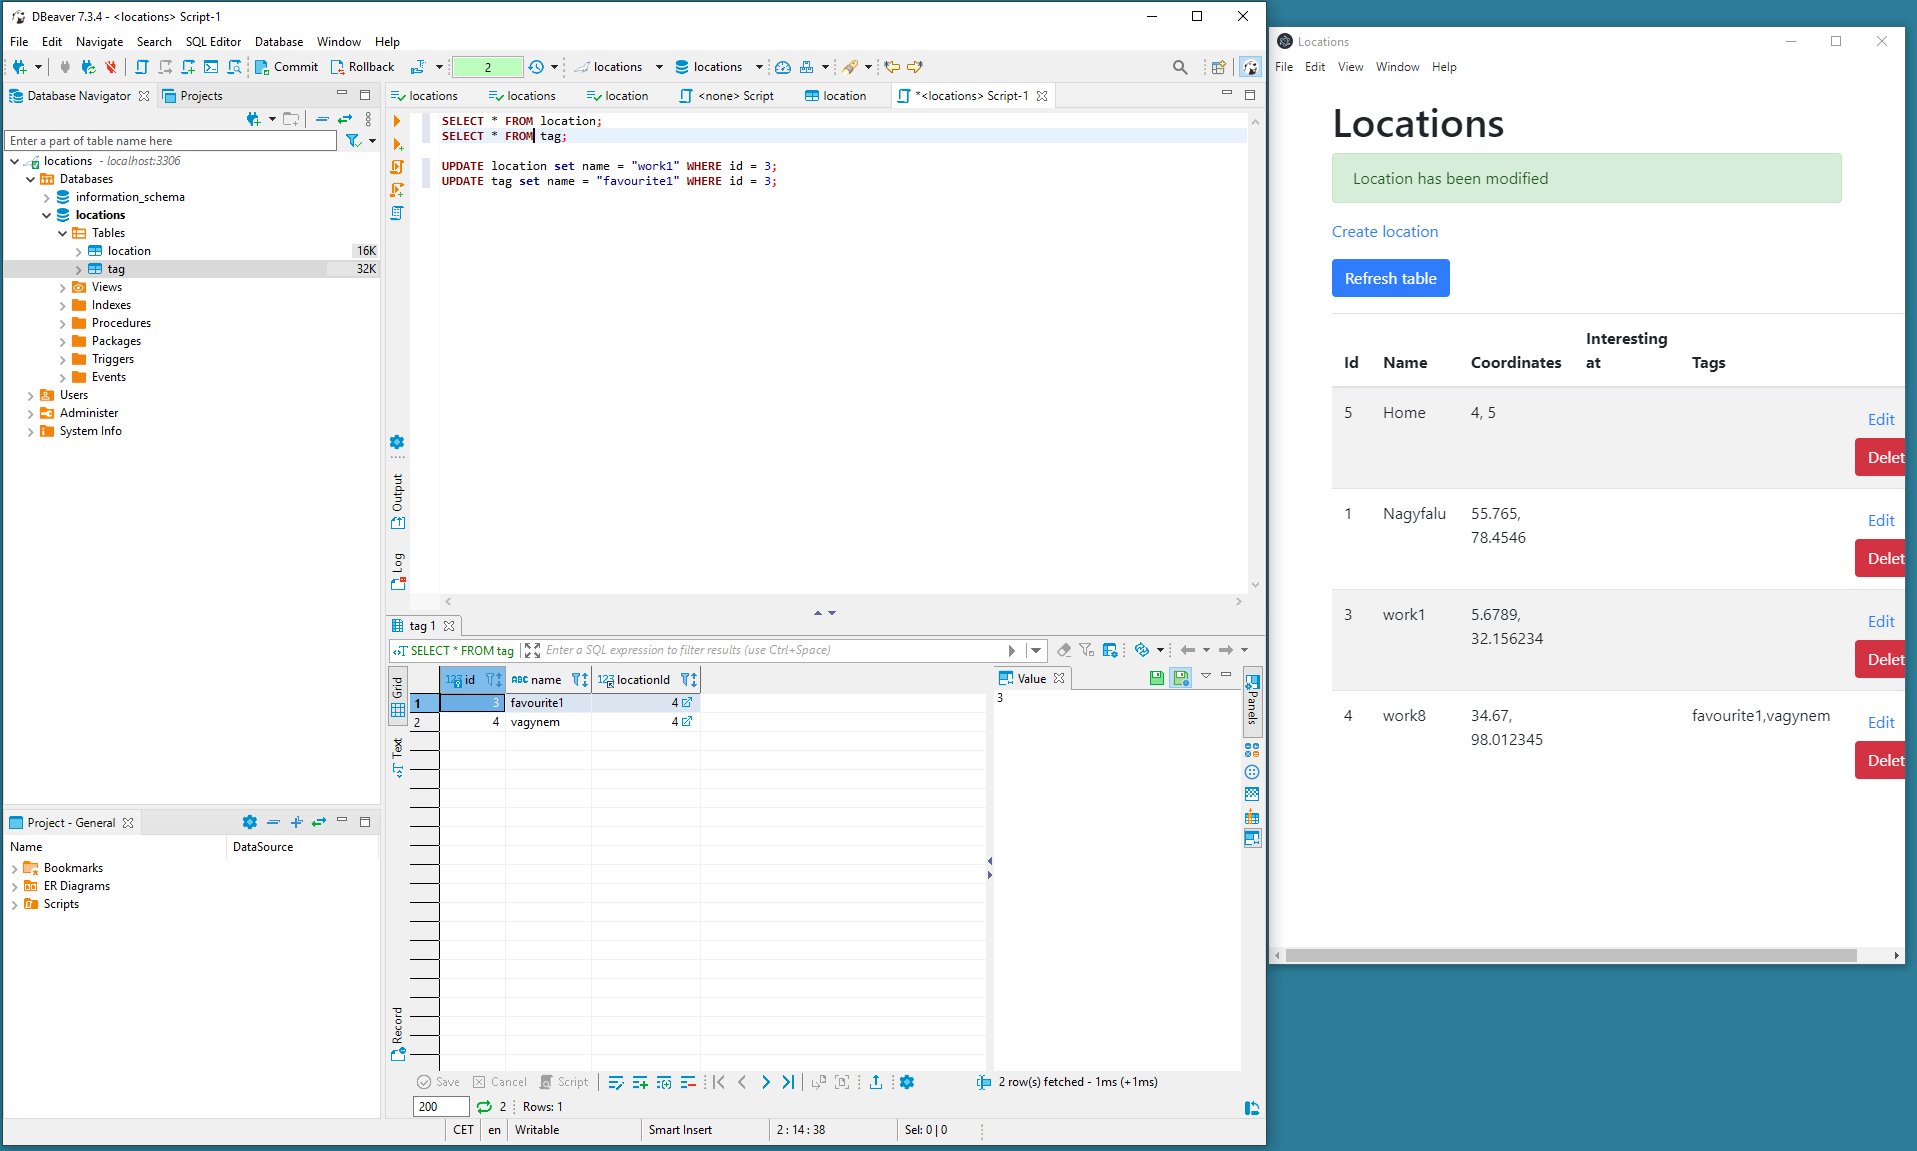 DBeaver 7.3.4 - <locations> Script-1
File Edit Navigate Search SQL Editor Database Window Help
Commit Rollback 2 locations locations
Database Navigator Projects
Enter a part of table name here
locations - localhost:3306
Databases
information_schema
locations
Tables
location 16K
tag 32K
Views
Indexes
Procedures
Packages
Triggers
Events
Users
Administer
System Info
Project - General
Name DataSource
Bookmarks
ER Diagrams
Scripts
locations locations location <none> Script location *<locations> Script-1
SELECT * FROM location;
SELECT * FROM tag;
UPDATE location set name = "work1" WHERE id = 3;
UPDATE tag set name = "favourite1" WHERE id = 3;
Output
Log
tag 1
SELECT * FROM tag Enter a SQL expression to filter results (use Ctrl+Space)
Grid
Text
Record
123 id ABC name 123 locationId
1 3 favourite1 4
2 4 vagynem 4
Value
3
Panels
Save Cancel Script 2 row(s) fetched - 1ms (+1ms)
200 2 Rows: 1
CET en Writable Smart Insert 2 : 14 : 38 Sel: 0 | 0
Locations
File Edit View Window Help
Locations
Location has been modified
Create location
Refresh table
Id Name Coordinates Interesting at Tags
5 Home 4, 5 Edit
Delet
1 Nagyfalu 55.765, 78.4546 Edit
Delet
3 work1 5.6789, 32.156234 Edit
Delet
4 work8 34.67, 98.012345 favourite1,vagynem Edit
Delet